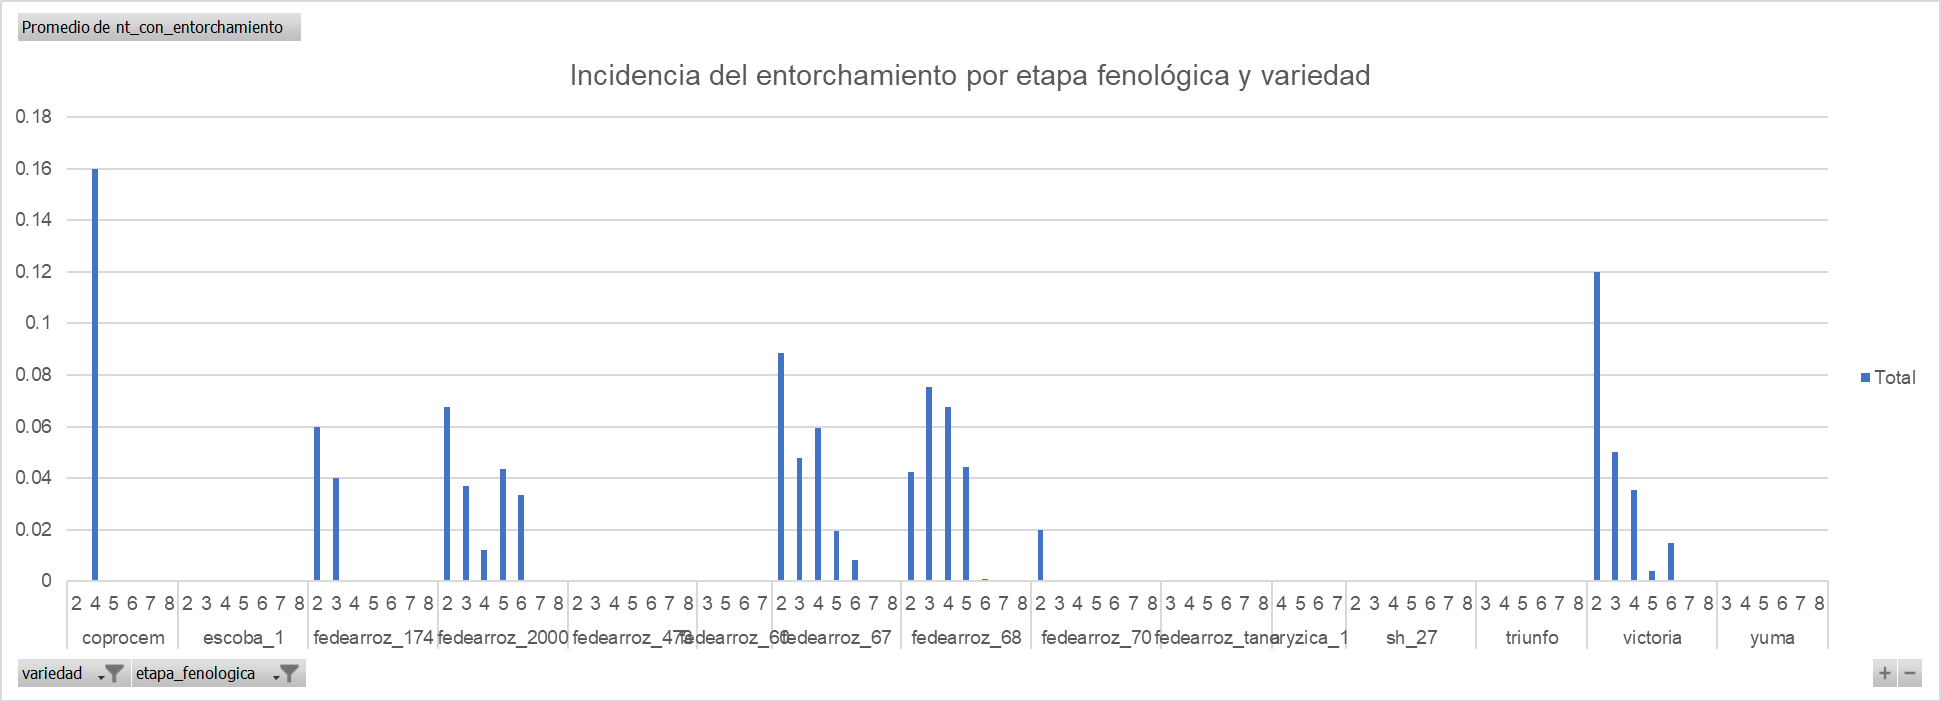 Promedio de nt_con_entorchamiento
Incidencia del entorchamiento por etapa fenológica y variedad
0.18
0.16
0.14
0.12
0.1
0.08
0.06
0.04
0.02
0
Total
2 4 5 6 7 8 2 3 4 5 6 7 8 2 3 4 5 6 7 8 2 3 4 5 6 7 8 2 3 4 5 6 7 8 3 5 6 7 2 3 4 5 6 7 8 2 3 4 5 6 7 8 2 3 4 5 6 7 8 3 4 5 6 7 8 4 5 6 7 2 3 4 5 6 7 8 3 4 5 6 7 8 2 3 4 5 6 7 8 3 4 5 6 7 8
coprocem escoba_1 fedearroz_174 fedearroz_2000 fedearroz_473 fedearroz_60 fedearroz_67 fedearroz_68 fedearroz_70 fedearroz_tana oryzica_1 sh_27 triunfo victoria yuma
variedad etapa_fenologica
+ −